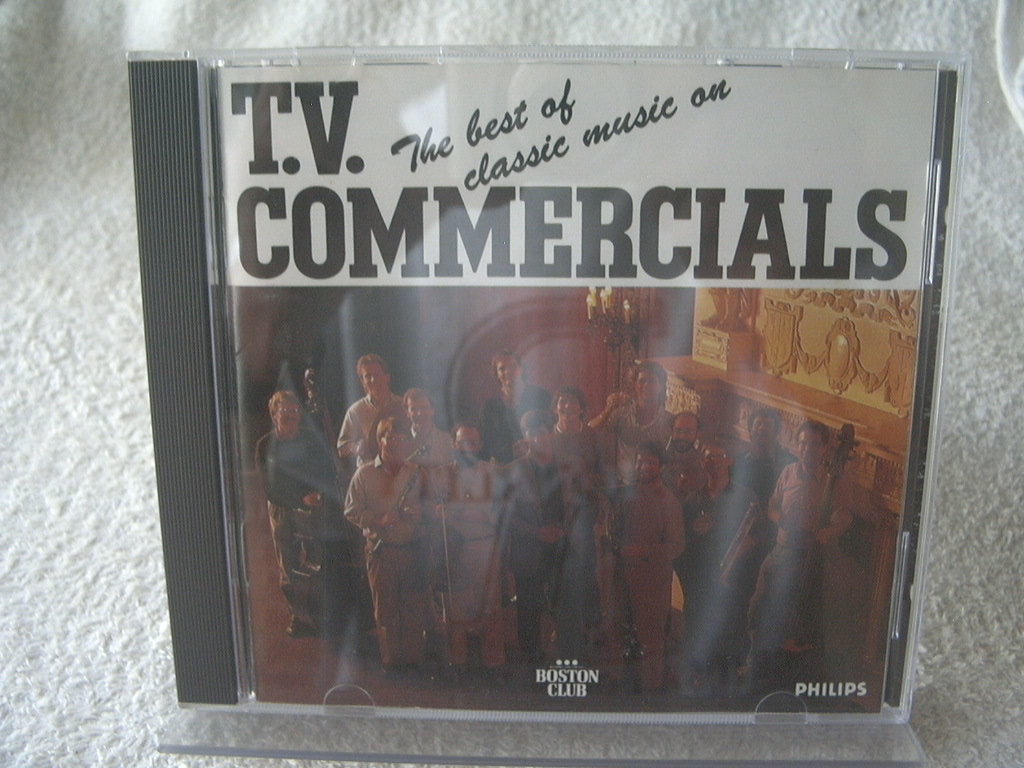 T.V.
The best of
classic music on
COMMERCIALS
BOSTON
CLUB
PHILIPS